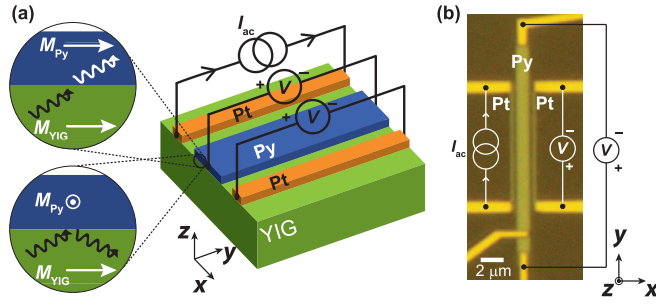 (a)
I_ac
M_Py
M_YIG
+ V −
+ V −
Pt
Py
Pt
YIG
M_Py
M_YIG
z
y
x
(b)
Py
Pt
Pt
I_ac
−
V
+
−
V
+
2 μm
y
z
x